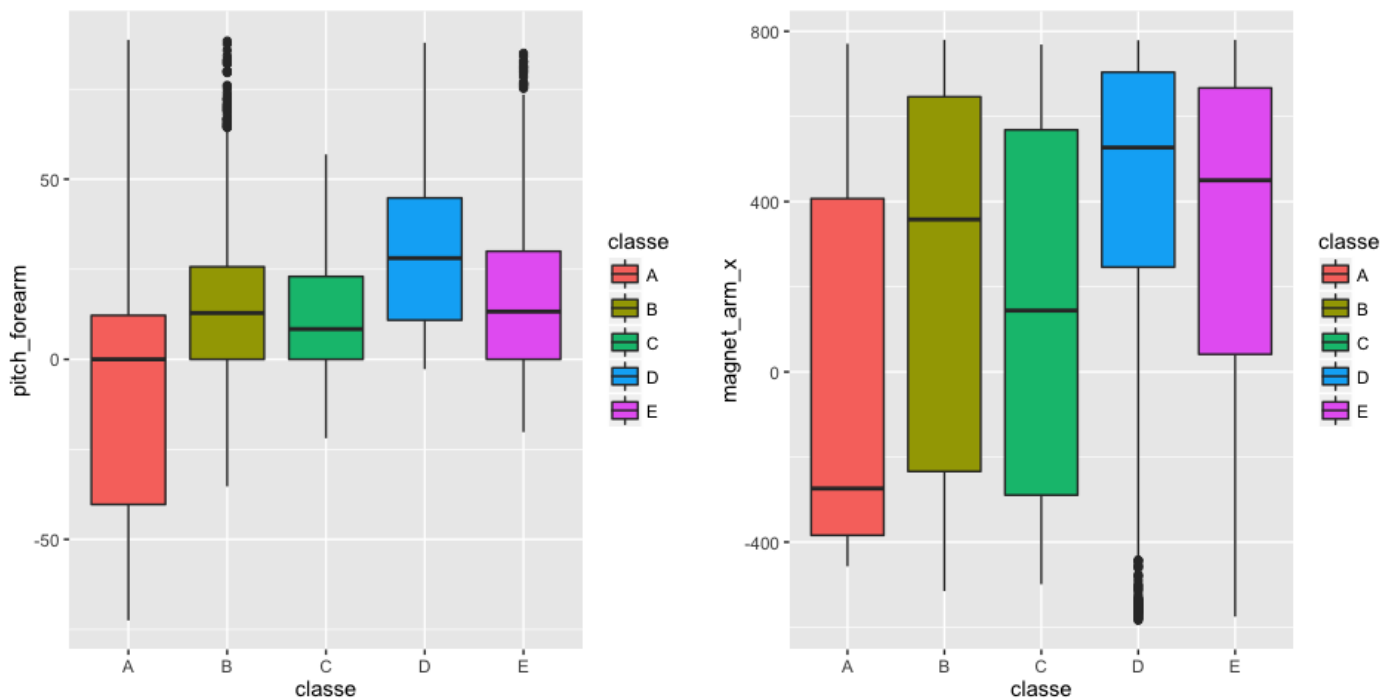 pitch_forearm
50
0
-50
A B C D E
classe
classe
A
B
C
D
E
magnet_arm_x
800
400
0
-400
A B C D E
classe
classe
A
B
C
D
E